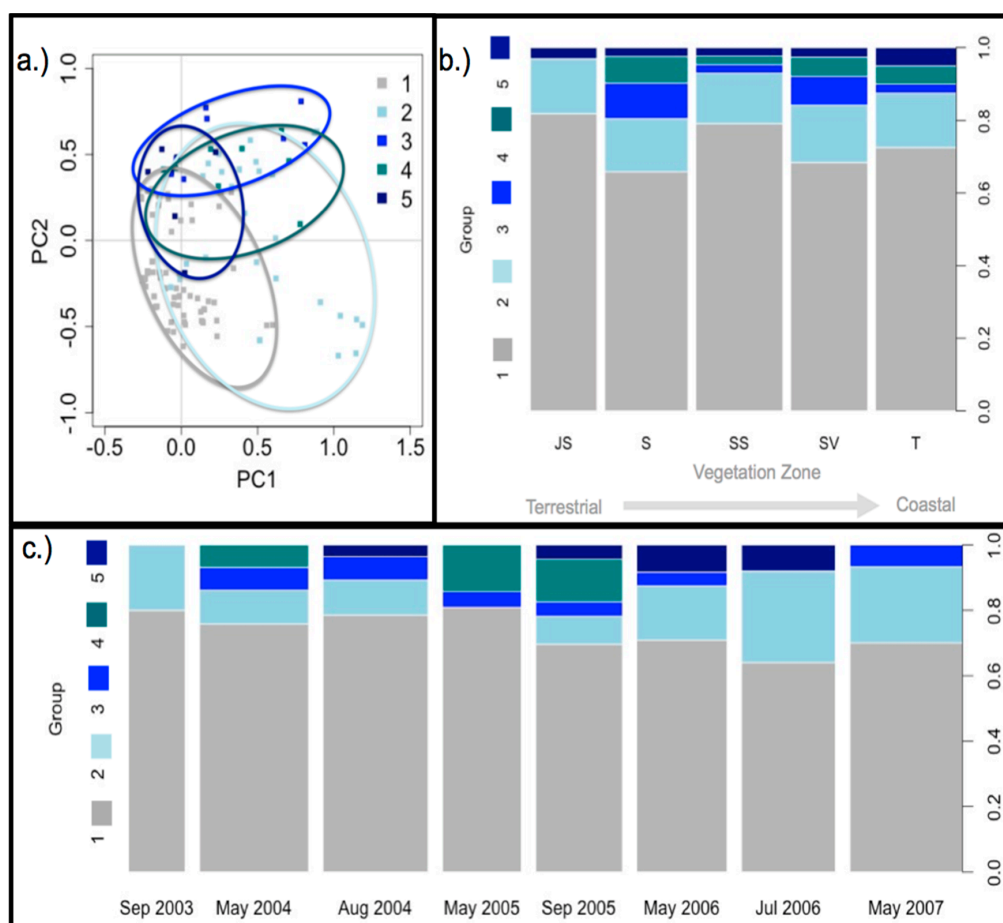 a.)
1.0
0.5
0.0
-0.5
-1.0
PC2
-0.5 0.0 0.5 1.0 1.5
PC1
1
2
3
4
5
b.)
Group
5
4
3
2
1
1.0
0.8
0.6
0.4
0.2
0.0
JS S SS SV T
Vegetation Zone
Terrestrial Coastal
c.)
Group
5
4
3
2
1
1.0
0.8
0.6
0.4
0.2
0.0
Sep 2003 May 2004 Aug 2004 May 2005 Sep 2005 May 2006 Jul 2006 May 2007